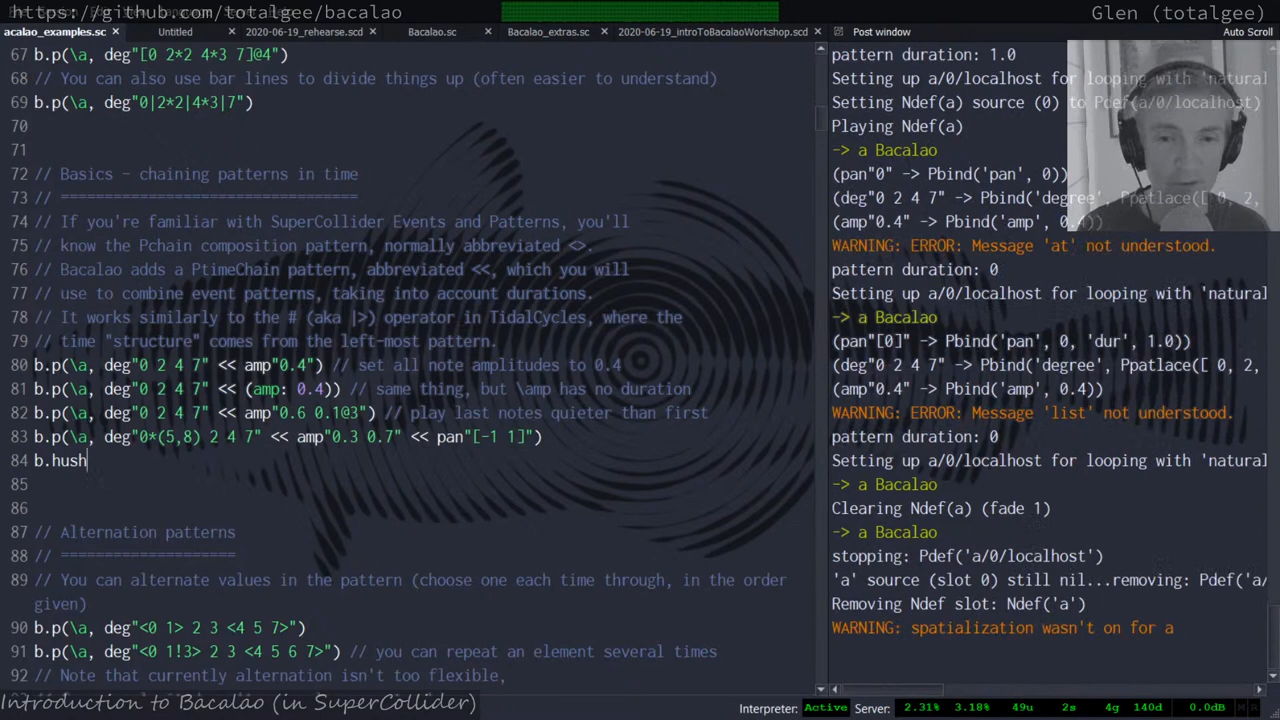 https://github.com/totalgee/bacalao
Glen (totalgee)
acalao_examples.sc
Untitled
2020-06-19_rehearse.scd
Bacalao.sc
Bacalao_extras.sc
2020-06-19_introToBacalaoWorkshop.scd
67 b.p(\a, deg"[0 2*2 4*3 7]@4")
68 // You can also use bar lines to divide things up (often easier to understand)
69 b.p(\a, deg"0|2*2|4*3|7")
70
71
72 // Basics - chaining patterns in time
73 // ==================================
74 // If you're familiar with SuperCollider Events and Patterns, you'll
75 // know the Pchain composition pattern, normally abbreviated <>.
76 // Bacalao adds a PtimeChain pattern, abbreviated <<, which you will
77 // use to combine event patterns, taking into account durations.
78 // It works similarly to the # (aka |>) operator in TidalCycles, where the
79 // time "structure" comes from the left-most pattern.
80 b.p(\a, deg"0 2 4 7" << amp"0.4") // set all note amplitudes to 0.4
81 b.p(\a, deg"0 2 4 7" << (amp: 0.4)) // same thing, but \amp has no duration
82 b.p(\a, deg"0 2 4 7" << amp"0.6 0.1@3") // play last notes quieter than first
83 b.p(\a, deg"0*(5,8) 2 4 7" << amp"0.3 0.7" << pan"[-1 1]")
84 b.hush
85
86
87 // Alternation patterns
88 // ====================
89 // You can alternate values in the pattern (choose one each time through, in the order
given)
90 b.p(\a, deg"<0 1> 2 3 <4 5 7>")
91 b.p(\a, deg"<0 1!3> 2 3 <4 5 6 7>") // you can repeat an element several times
92 // Note that currently alternation isn't too flexible,
Introduction to Bacalao (in SuperCollider)
Post window
Auto Scroll
pattern duration: 1.0
Setting up a/0/localhost for looping with 'natural
Setting Ndef(a) source (0) to Pdef(a/0/localhost)
Playing Ndef(a)
-> a Bacalao
(pan"0" -> Pbind('pan', 0))
(deg"0 2 4 7" -> Pbind('degree', Ppatlace([ 0, 2,
(amp"0.4" -> Pbind('amp', 0.4))
WARNING: ERROR: Message 'at' not understood.
pattern duration: 0
Setting up a/0/localhost for looping with 'natural
-> a Bacalao
(pan"[0]" -> Pbind('pan', 0, 'dur', 1.0))
(deg"0 2 4 7" -> Pbind('degree', Ppatlace([ 0, 2,
(amp"0.4" -> Pbind('amp', 0.4))
WARNING: ERROR: Message 'list' not understood.
pattern duration: 0
Setting up a/0/localhost for looping with 'natural
-> a Bacalao
Clearing Ndef(a) (fade 1)
-> a Bacalao
stopping: Pdef('a/0/localhost')
'a' source (slot 0) still nil...removing: Pdef('a/
Removing Ndef slot: Ndef('a')
WARNING: spatialization wasn't on for a
Interpreter: Active Server: 2.31% 3.18% 49u 2s 4g 140d 0.0dB M R